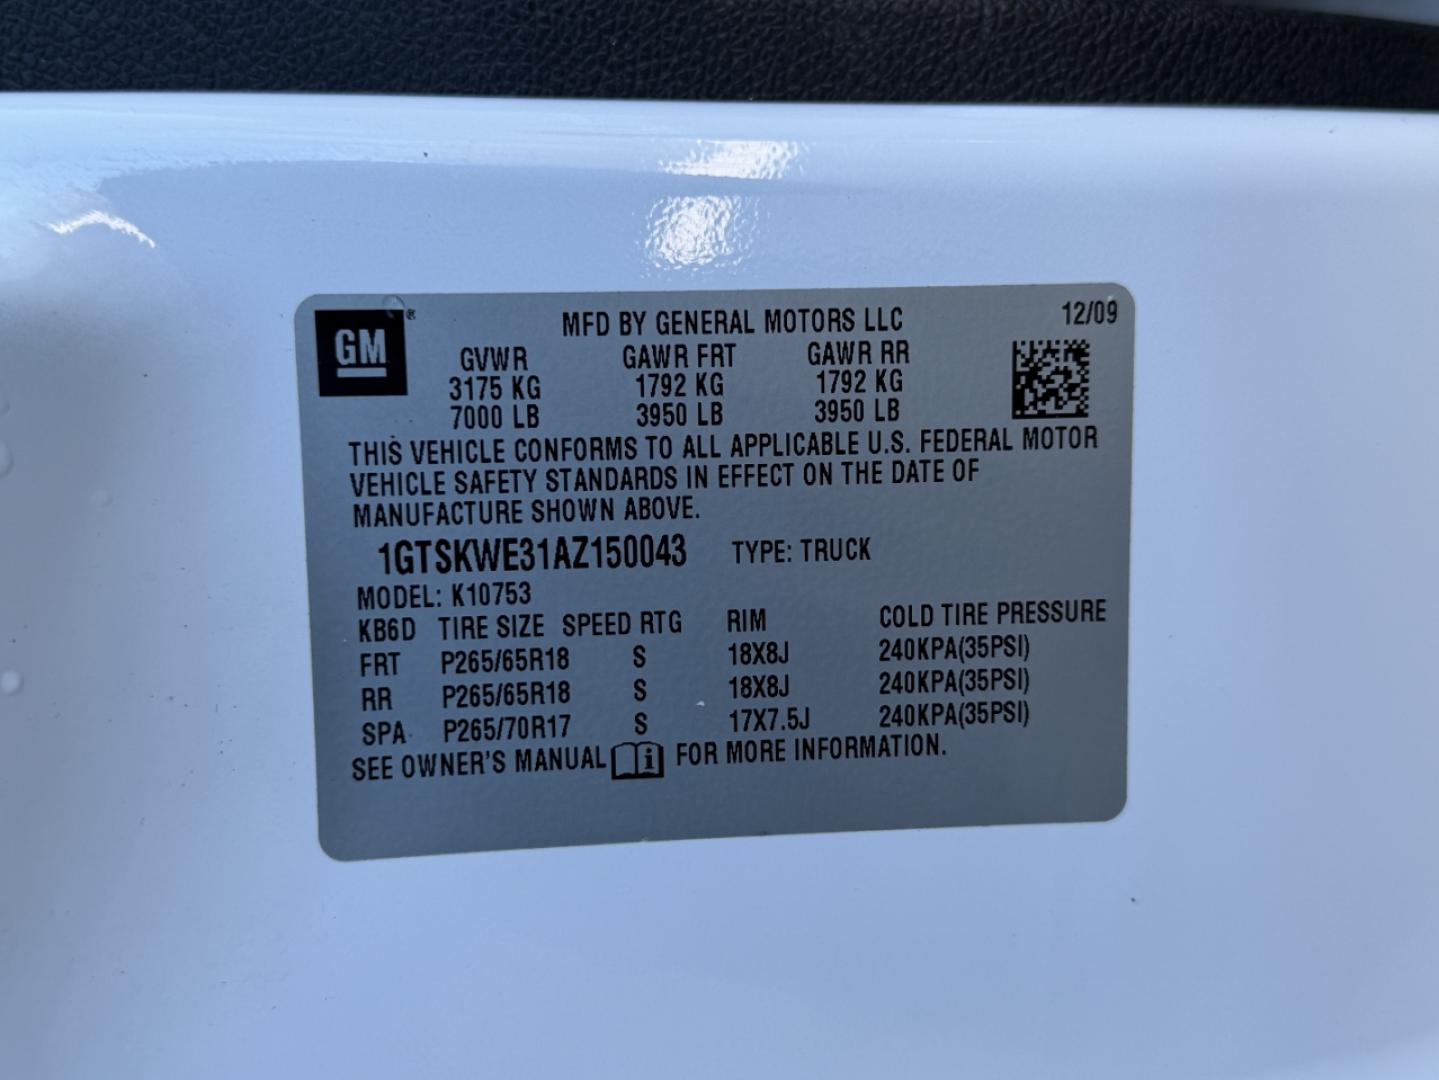 GM ® MFD BY GENERAL MOTORS LLC 12/09
GVWR GAWR FRT GAWR RR
3175 KG 1792 KG 1792 KG
7000 LB 3950 LB 3950 LB
THIS VEHICLE CONFORMS TO ALL APPLICABLE U.S. FEDERAL MOTOR
VEHICLE SAFETY STANDARDS IN EFFECT ON THE DATE OF
MANUFACTURE SHOWN ABOVE.
1GTSKWE31AZ150043 TYPE: TRUCK
MODEL: K10753
KB6D TIRE SIZE SPEED RTG RIM COLD TIRE PRESSURE
FRT P265/65R18 S 18X8J 240KPA(35PSI)
RR P265/65R18 S 18X8J 240KPA(35PSI)
SPA P265/70R17 S 17X7.5J 240KPA(35PSI)
SEE OWNER'S MANUAL i FOR MORE INFORMATION.